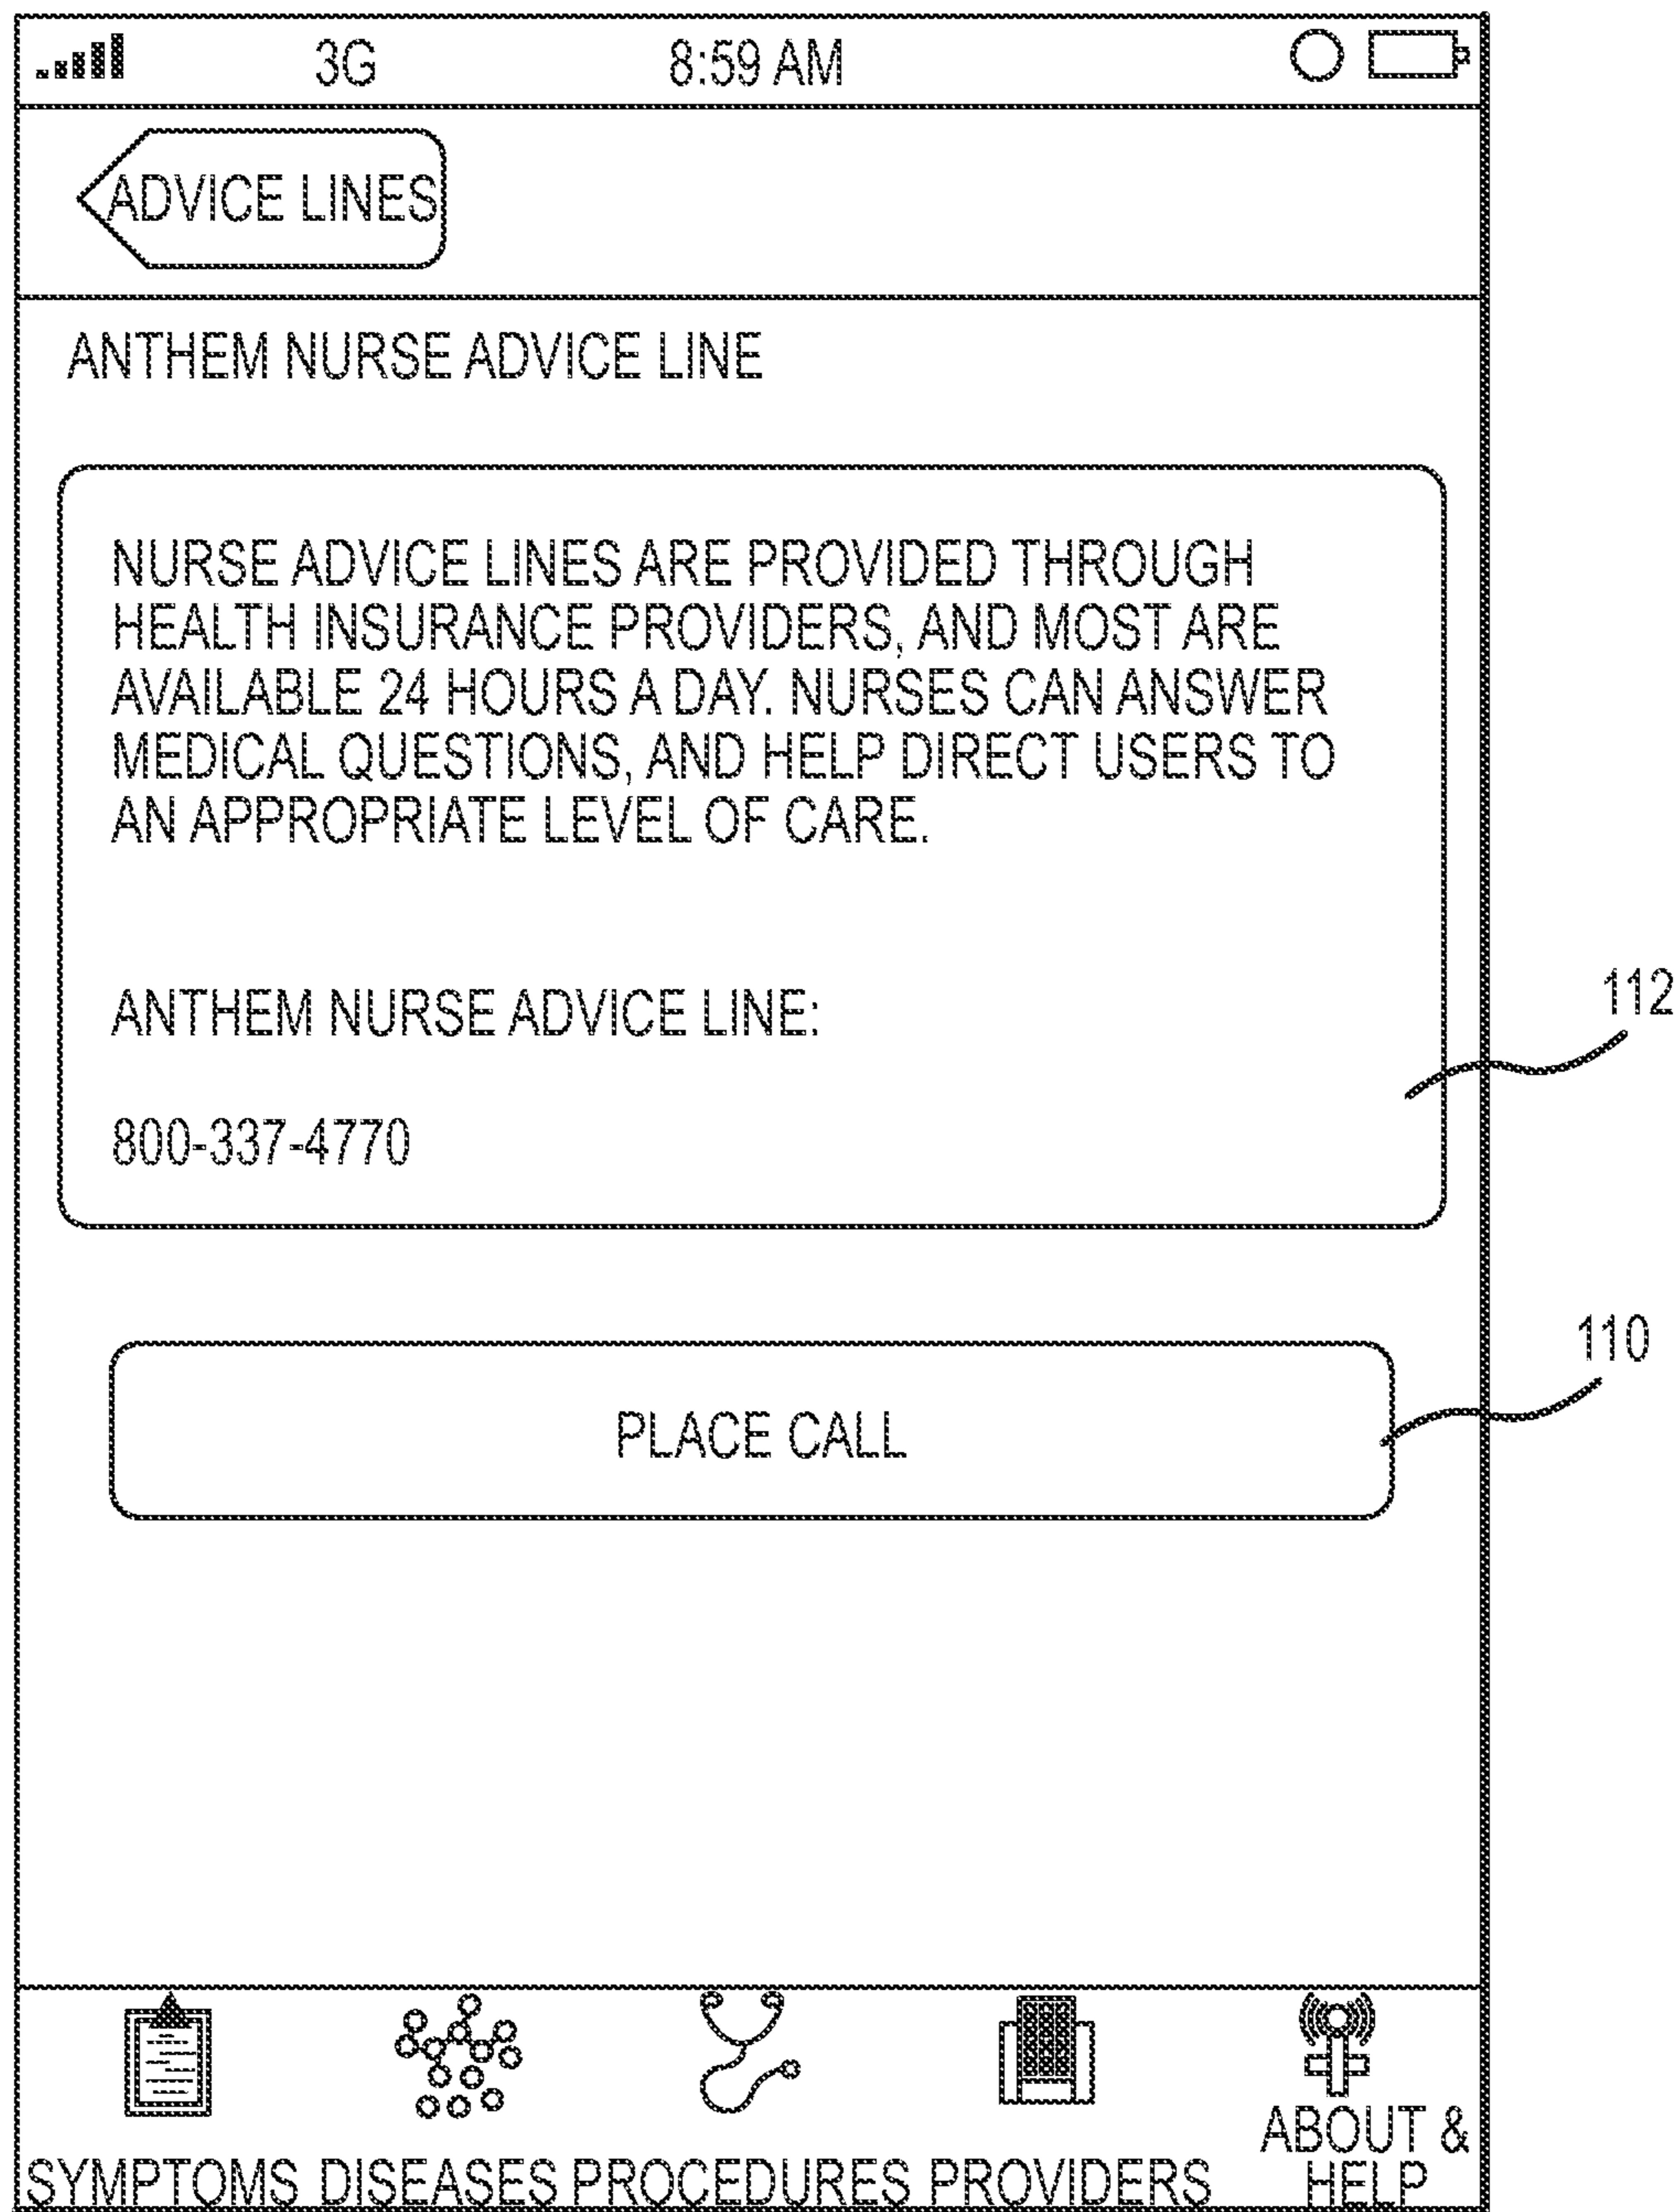 3G 8:59 AM
ADVICE LINES
ANTHEM NURSE ADVICE LINE
NURSE ADVICE LINES ARE PROVIDED THROUGH
HEALTH INSURANCE PROVIDERS, AND MOST ARE
AVAILABLE 24 HOURS A DAY. NURSES CAN ANSWER
MEDICAL QUESTIONS, AND HELP DIRECT USERS TO
AN APPROPRIATE LEVEL OF CARE.
ANTHEM NURSE ADVICE LINE:
112
800-337-4770
110
PLACE CALL
SYMPTOMS DISEASES PROCEDURES PROVIDERS
ABOUT &
HELP